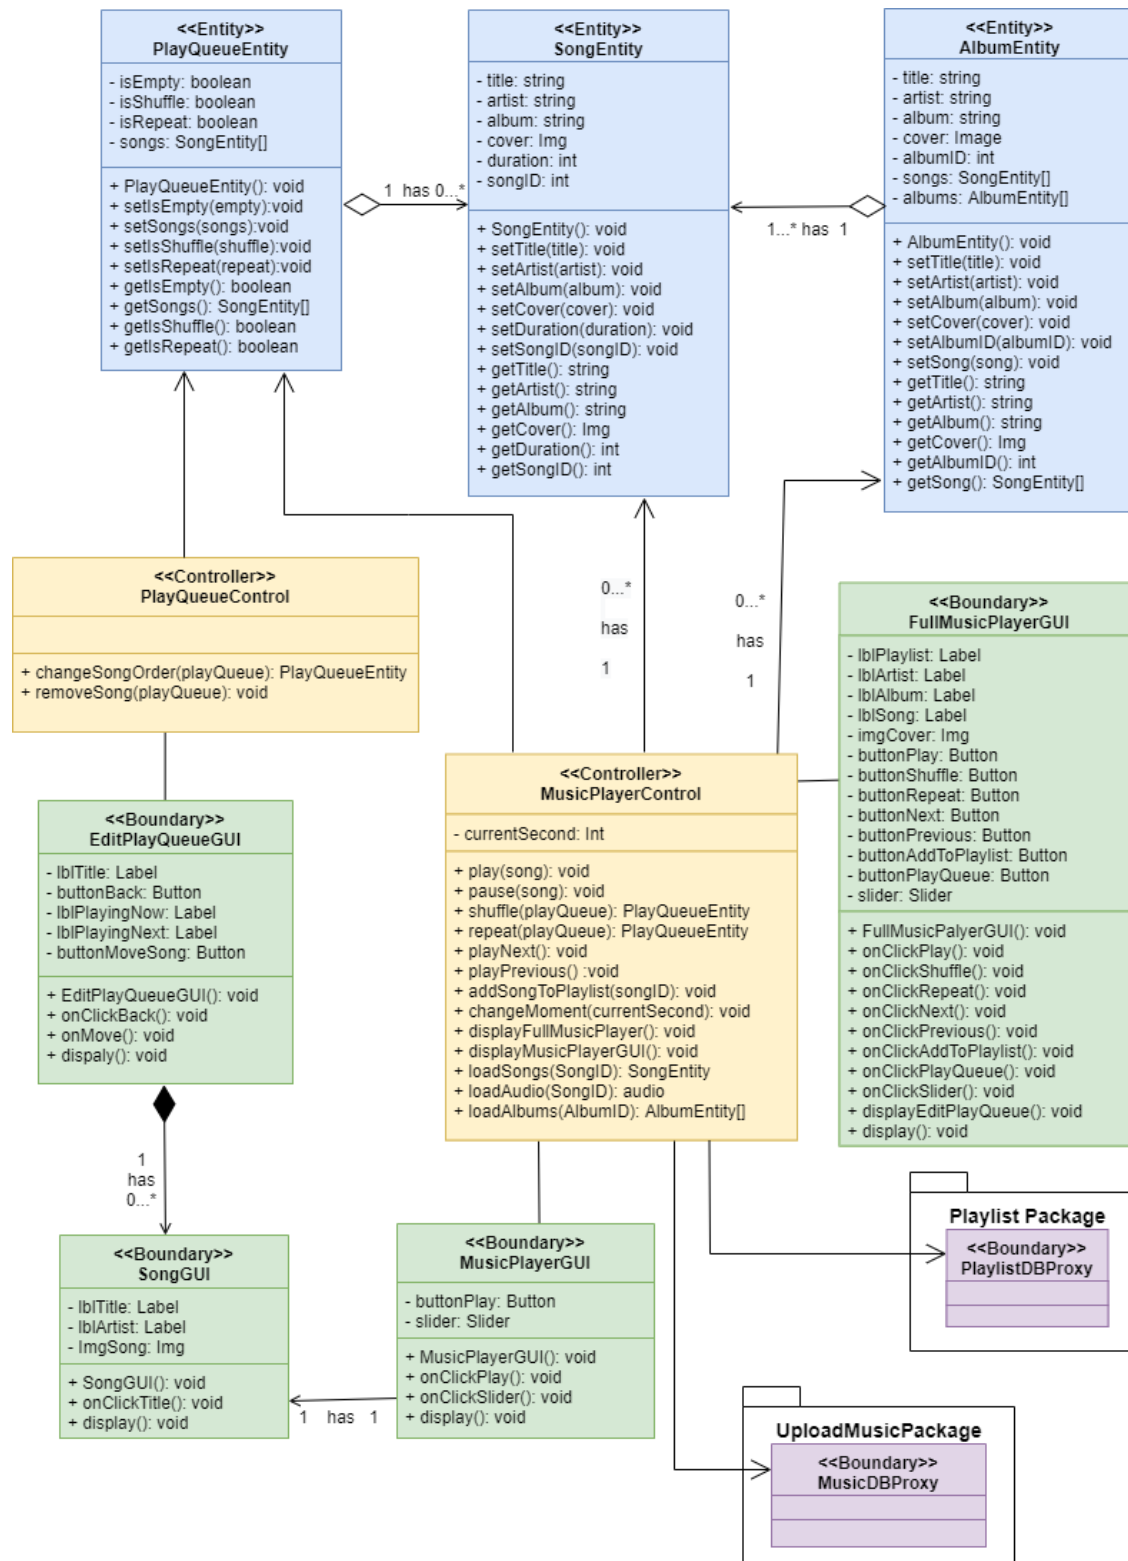 <<Entity>>
PlayQueueEntity
- isEmpty: boolean
- isShuffle: boolean
- isRepeat: boolean
- songs: SongEntity[]
+ PlayQueueEntity(): void
+ setIsEmpty(empty):void
+ setSongs(songs):void
+ setIsShuffle(shuffle):void
+ setIsRepeat(repeat):void
+ getIsEmpty(): boolean
+ getSongs(): SongEntity[]
+ getIsShuffle(): boolean
+ getIsRepeat(): boolean
1 has 0...*
<<Entity>>
SongEntity
- title: string
- artist: string
- album: string
- cover: Img
- duration: int
- songID: int
+ SongEntity(): void
+ setTitle(title): void
+ setArtist(artist): void
+ setAlbum(album): void
+ setCover(cover): void
+ setDuration(duration): void
+ setSongID(songID): void
+ getTitle(): string
+ getArtist(): string
+ getAlbum(): string
+ getCover(): Img
+ getDuration(): int
+ getSongID(): int
1...* has 1
<<Entity>>
AlbumEntity
- title: string
- artist: string
- album: string
- cover: Image
- albumID: int
- songs: SongEntity[]
- albums: AlbumEntity[]
+ AlbumEntity(): void
+ setTitle(title): void
+ setArtist(artist): void
+ setAlbum(album): void
+ setCover(cover): void
+ setAlbumID(albumID): void
+ setSong(song): void
+ getTitle(): string
+ getArtist(): string
+ getAlbum(): string
+ getCover(): Img
+ getAlbumID(): int
+ getSong(): SongEntity[]
<<Controller>>
PlayQueueControl
+ changeSongOrder(playQueue): PlayQueueEntity
+ removeSong(playQueue): void
0...*
has
1
0...*
has
1
<<Boundary>>
FullMusicPlayerGUI
- lblPlaylist: Label
- lblArtist: Label
- lblAlbum: Label
- lblSong: Label
- imgCover: Img
- buttonPlay: Button
- buttonShuffle: Button
- buttonRepeat: Button
- buttonNext: Button
- buttonPrevious: Button
- buttonAddToPlaylist: Button
- buttonPlayQueue: Button
- slider: Slider
+ FullMusicPalyerGUI(): void
+ onClickPlay(): void
+ onClickShuffle(): void
+ onClickRepeat(): void
+ onClickNext(): void
+ onClickPrevious(): void
+ onClickAddToPlaylist(): void
+ onClickPlayQueue(): void
+ onClickSlider(): void
+ displayEditPlayQueue(): void
+ display(): void
<<Controller>>
MusicPlayerControl
- currentSecond: Int
+ play(song): void
+ pause(song): void
+ shuffle(playQueue): PlayQueueEntity
+ repeat(playQueue): PlayQueueEntity
+ playNext(): void
+ playPrevious() :void
+ addSongToPlaylist(songID): void
+ changeMoment(currentSecond): void
+ displayFullMusicPlayer(): void
+ displayMusicPlayerGUI(): void
+ loadSongs(SongID): SongEntity
+ loadAudio(SongID): audio
+ loadAlbums(AlbumID): AlbumEntity[]
<<Boundary>>
EditPlayQueueGUI
- lblTitle: Label
- buttonBack: Button
- lblPlayingNow: Label
- lblPlayingNext: Label
- buttonMoveSong: Button
+ EditPlayQueueGUI(): void
+ onClickBack(): void
+ onMove(): void
+ dispaly(): void
1
has
0...*
<<Boundary>>
SongGUI
- lblTitle: Label
- lblArtist: Label
- ImgSong: Img
+ SongGUI(): void
+ onClickTitle(): void
+ display(): void
1 has 1
<<Boundary>>
MusicPlayerGUI
- buttonPlay: Button
- slider: Slider
+ MusicPlayerGUI(): void
+ onClickPlay(): void
+ onClickSlider(): void
+ display(): void
Playlist Package
<<Boundary>>
PlaylistDBProxy
UploadMusicPackage
<<Boundary>>
MusicDBProxy